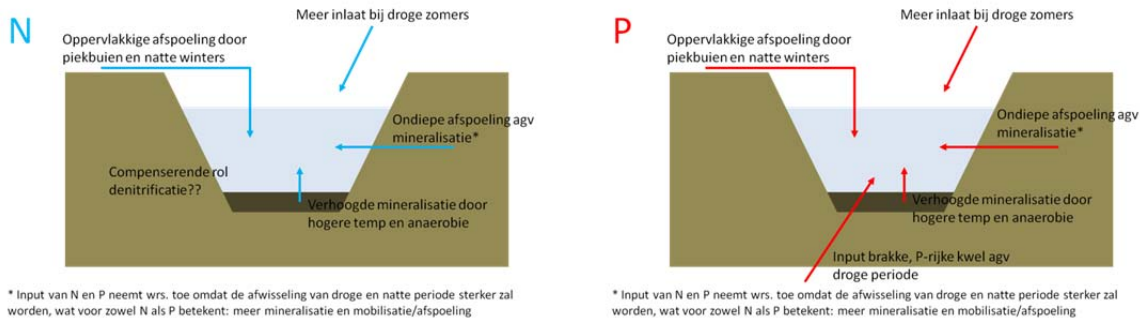 N
Meer inlaat bij droge zomers
Oppervlakkige afspoeling door
piekbuien en natte winters
Ondiepe afspoeling agv
mineralisatie*
Compenserende rol
denitrificatie??
Verhoogde mineralisatie door
hogere temp en anaerobie
* Input van N en P neemt wrs. toe omdat de afwisseling van droge en natte periode sterker zal
worden, wat voor zowel N als P betekent: meer mineralisatie en mobilisatie/afspoeling
P
Meer inlaat bij droge zomers
Oppervlakkige afspoeling door
piekbuien en natte winters
Ondiepe afspoeling agv
mineralisatie*
Verhoogde mineralisatie door
hogere temp en anaerobie
Input brakke, P-rijke kwel agv
droge periode
* Input van N en P neemt wrs. toe omdat de afwisseling van droge en natte periode sterker zal
worden, wat voor zowel N als P betekent: meer mineralisatie en mobilisatie/afspoeling